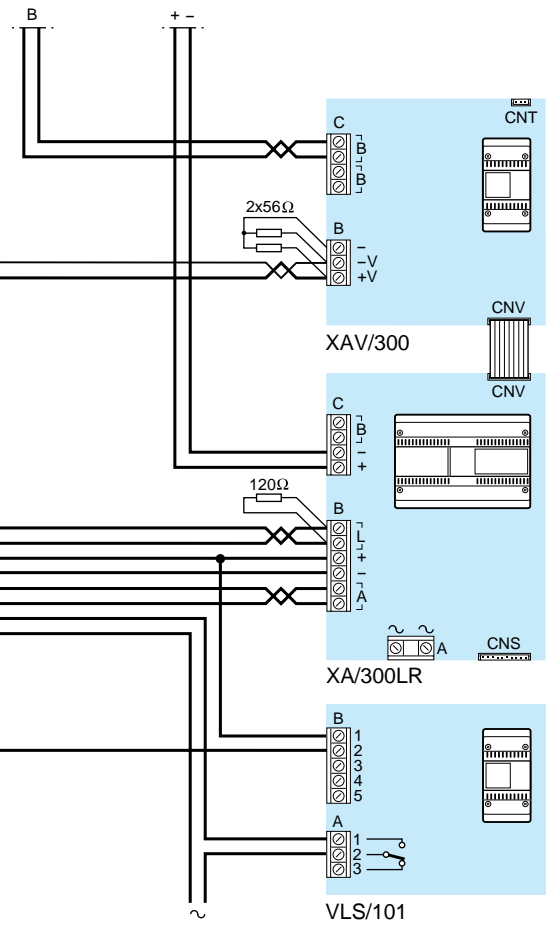 B
+ –
CNT
C
B
B
2x56Ω
B
–
–V
+V
CNV
XAV/300
CNV
C
B
–
+
120Ω
B
L
+
–
A
~ ~
A
CNS
XA/300LR
B
1
2
3
4
5
A
1
2
3
~
VLS/101